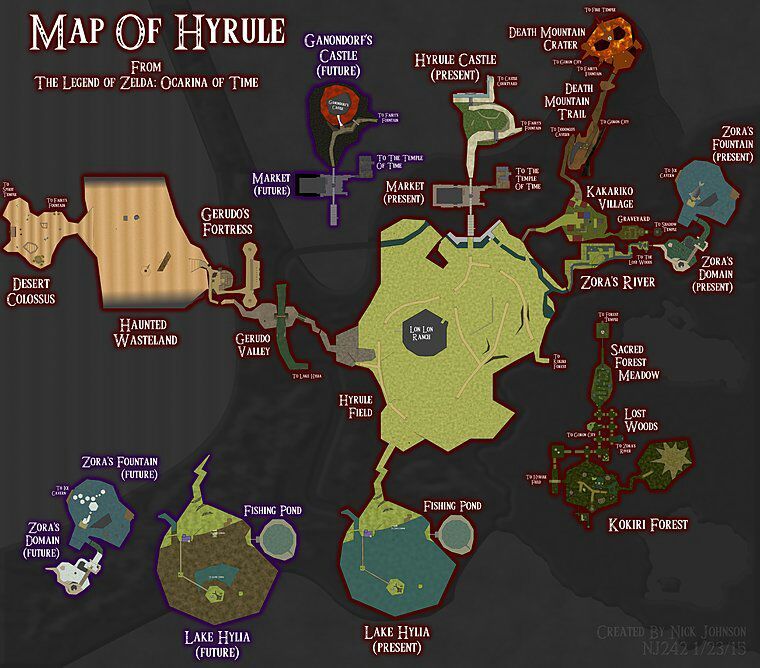 Map Of Hyrule
From
The Legend of Zelda: Ocarina of Time
Ganondorf's
Castle
(Future)
Ganondorf's
Castle
To Fairy's
Fountain
To The Temple
Of Time
Market
(Future)
Hyrule Castle
(Present)
To Castle
Courtyard
To Fairy's
Fountain
Market
(Present)
To The
Temple
Of Time
To Fire Temple
Death Mountain
Crater
To Goron City
To Fairy's
Fountain
Death
Mountain
Trail
To Goron City
To Dodongo's
Cavern
Kakariko
Village
Graveyard
To Shadow
Temple
To The
Lost Woods
Zora's River
Zora's
Fountain
(Present)
To Ice
Cavern
Zora's
Domain
(Present)
To
Spirit
Temple
To Fairy's
Fountain
Desert
Colossus
Haunted
Wasteland
Gerudo's
Fortress
Gerudo
Valley
To Lake Hylia
Lon Lon
Ranch
Hyrule
Field
To
Kokiri
Forest
To Forest
Temple
Sacred
Forest
Meadow
Lost
Woods
To Goron City
To Zora's
River
To Hyrule
Field
Kokiri Forest
Zora's Fountain
(Future)
To Ice
Cavern
Zora's
Domain
(Future)
Fishing Pond
Lake Hylia
(Future)
Fishing Pond
Lake Hylia
(Present)
Created By Nick Johnson
NJ242 1/23/15